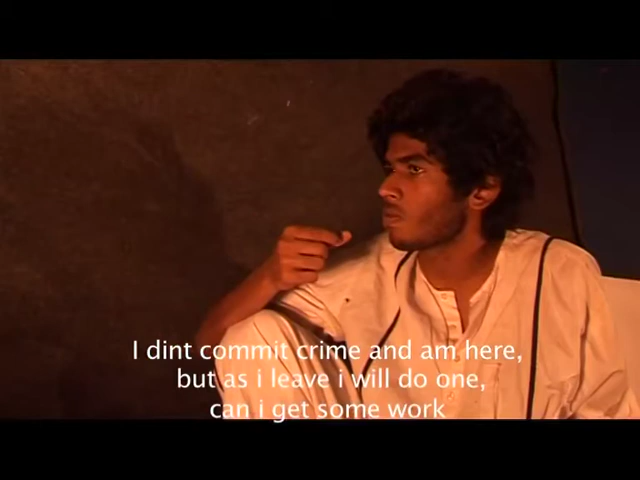 I dint commit crime and am here,
but as i leave i will do one,
can i get some work